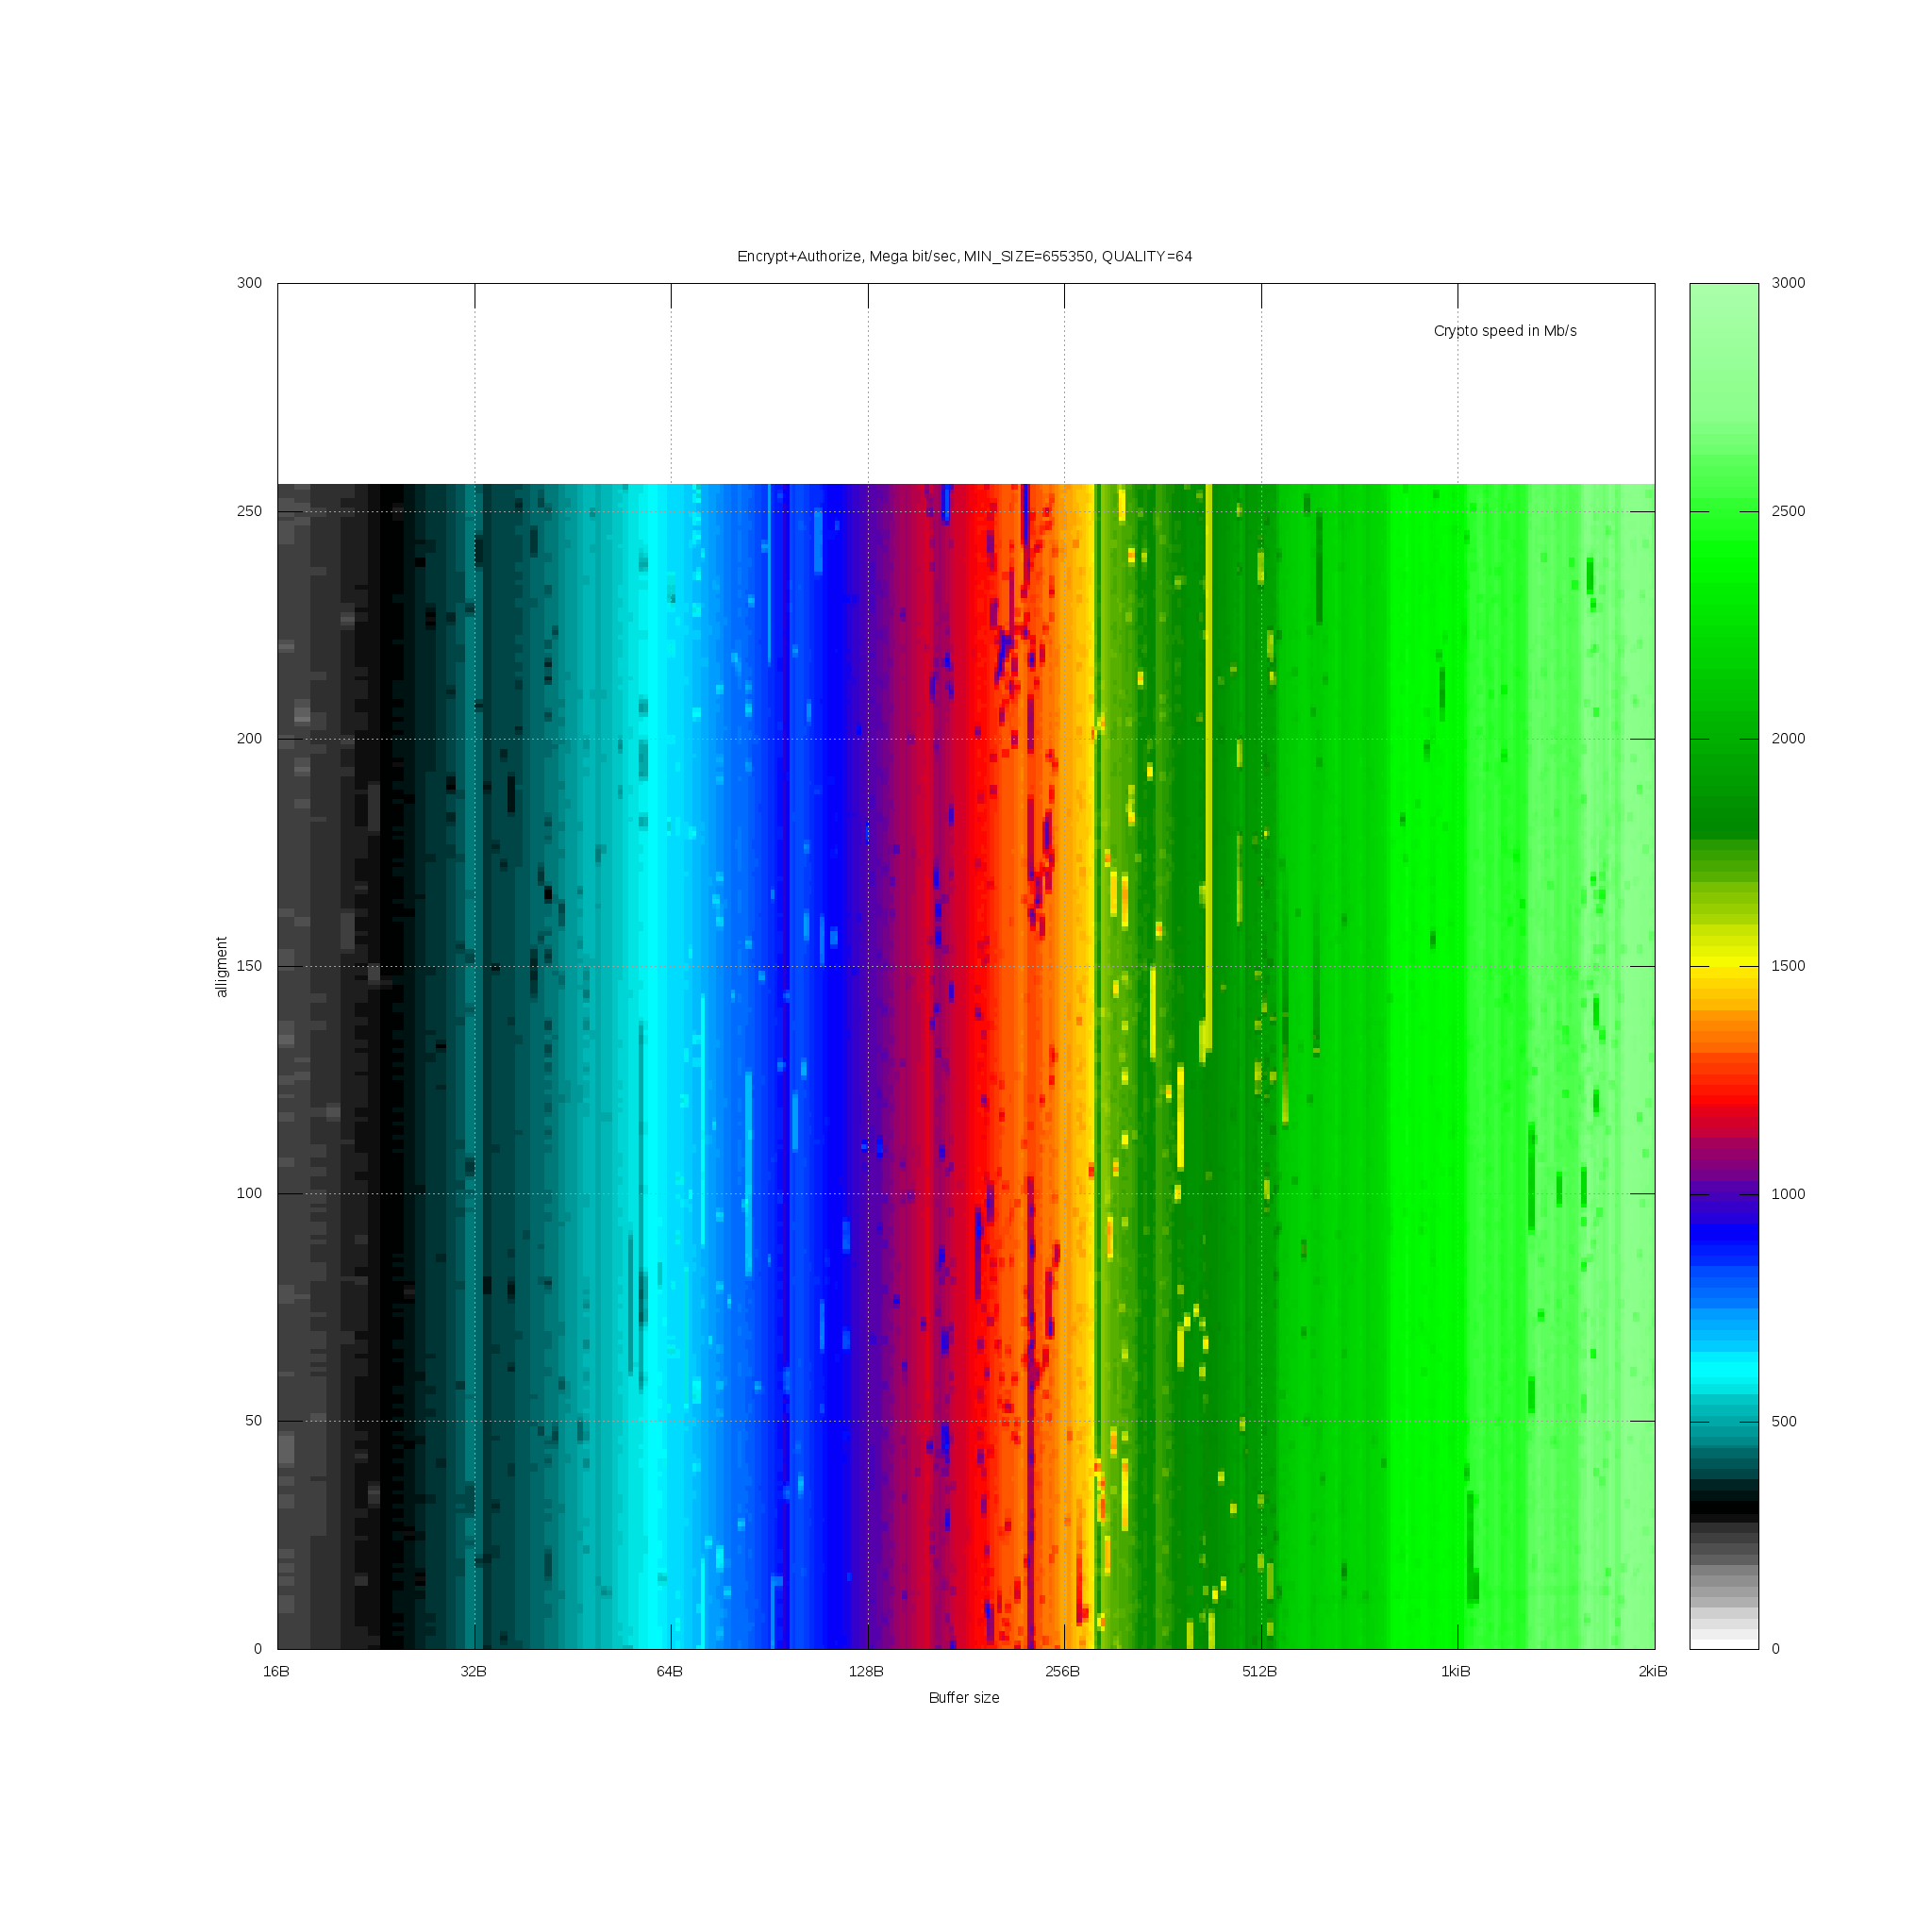 Encrypt+Authorize, Mega bit/sec, MIN_SIZE=655350, QUALITY=64
Crypto speed in Mb/s
300
250
200
150
100
50
0
alligment
16B 32B 64B 128B 256B 512B 1kiB 2kiB
Buffer size
3000
2500
2000
1500
1000
500
0